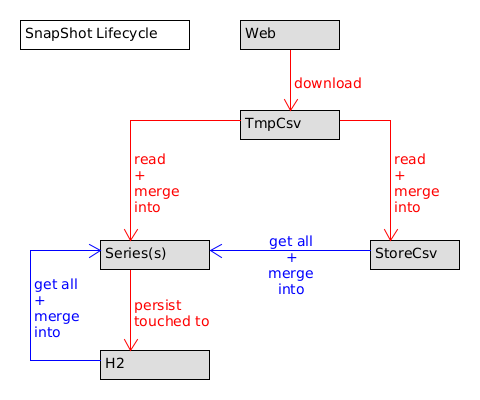 SnapShot Lifecycle
Web
download
TmpCsv
read
+
merge
into
read
+
merge
into
Series(s)
get all
+
merge
into
StoreCsv
get all
+
merge
into
persist
touched to
H2